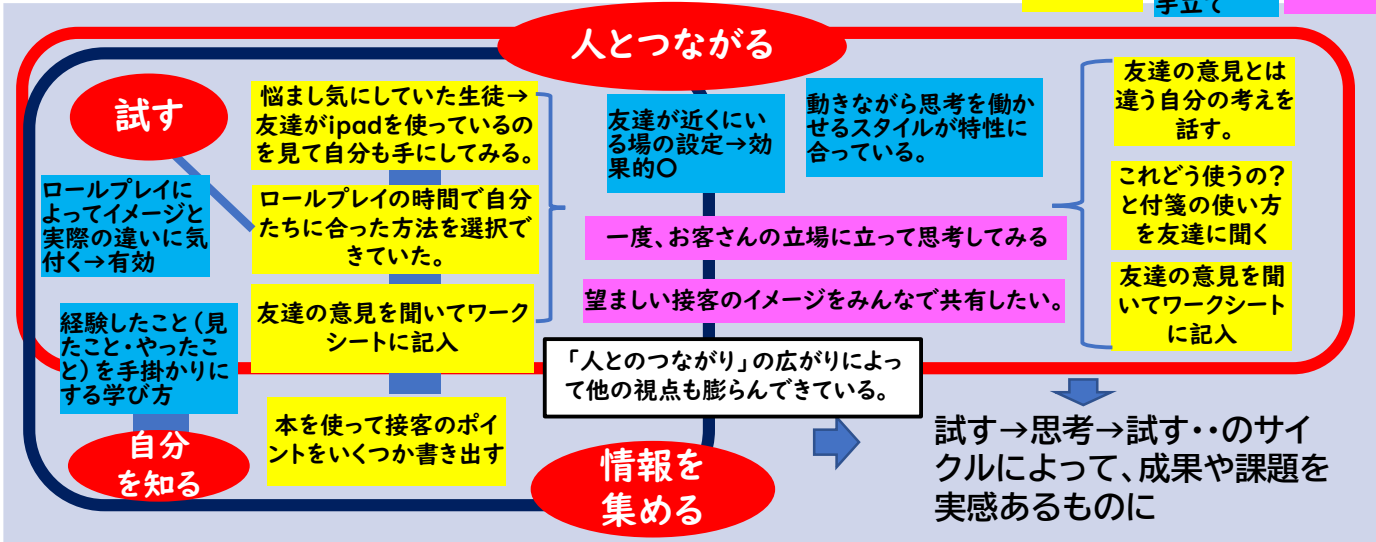 手立て
人とつながる
試す
悩まし気にしていた生徒→
友達がipadを使っているの
を見て自分も手にしてみる。
友達が近くにい
る場の設定→効
果的〇
動きながら思考を働か
せるスタイルが特性に
合っている。
友達の意見とは
違う自分の考えを
話す。
ロールプレイに
よってイメージと
実際の違いに気
付く→有効
ロールプレイの時間で自分
たちに合った方法を選択で
きていた。
一度、お客さんの立場に立って思考してみる
これどう使うの?
と付箋の使い方
を友達に聞く
望ましい接客のイメージをみんなで共有したい。
友達の意見を聞いてワーク
シートに記入
友達の意見を聞
いてワークシート
に記入
経験したこと(見
たこと・やったこ
と)を手掛かりに
する学び方
「人とのつながり」の広がりによっ
て他の視点も膨らんできている。
本を使って接客のポイ
ントをいくつか書き出す
自分
を知る
情報を
集める
試す→思考→試す・・のサイ
クルによって、成果や課題を
実感あるものに